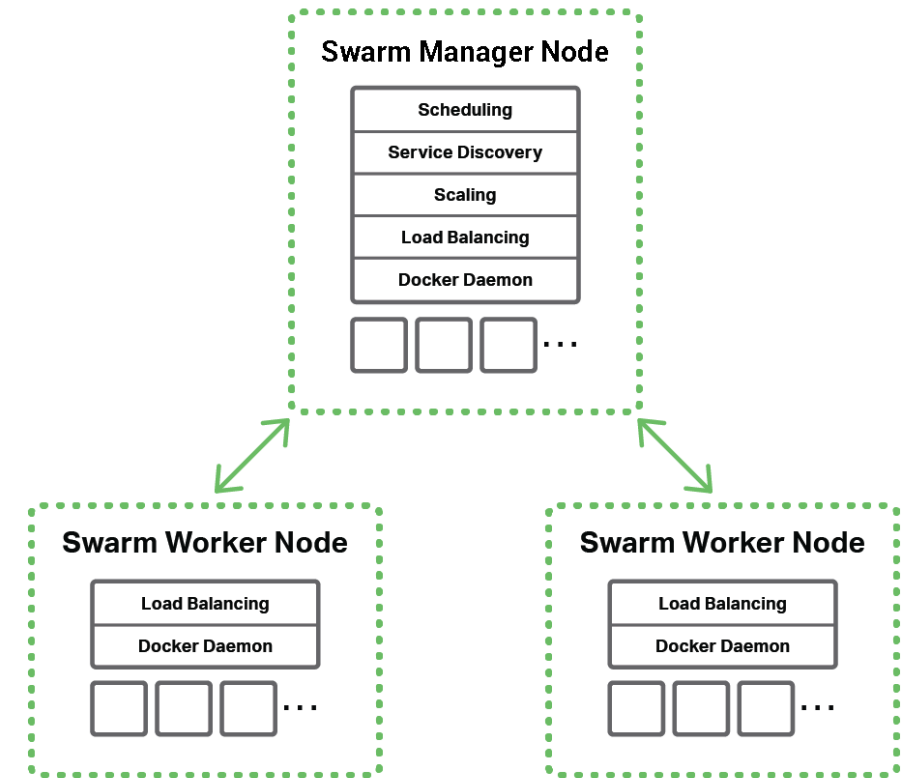 Swarm Manager Node
Scheduling
Service Discovery
Scaling
Load Balancing
Docker Daemon
...
Swarm Worker Node
Load Balancing
Docker Daemon
...
Swarm Worker Node
Load Balancing
Docker Daemon
...